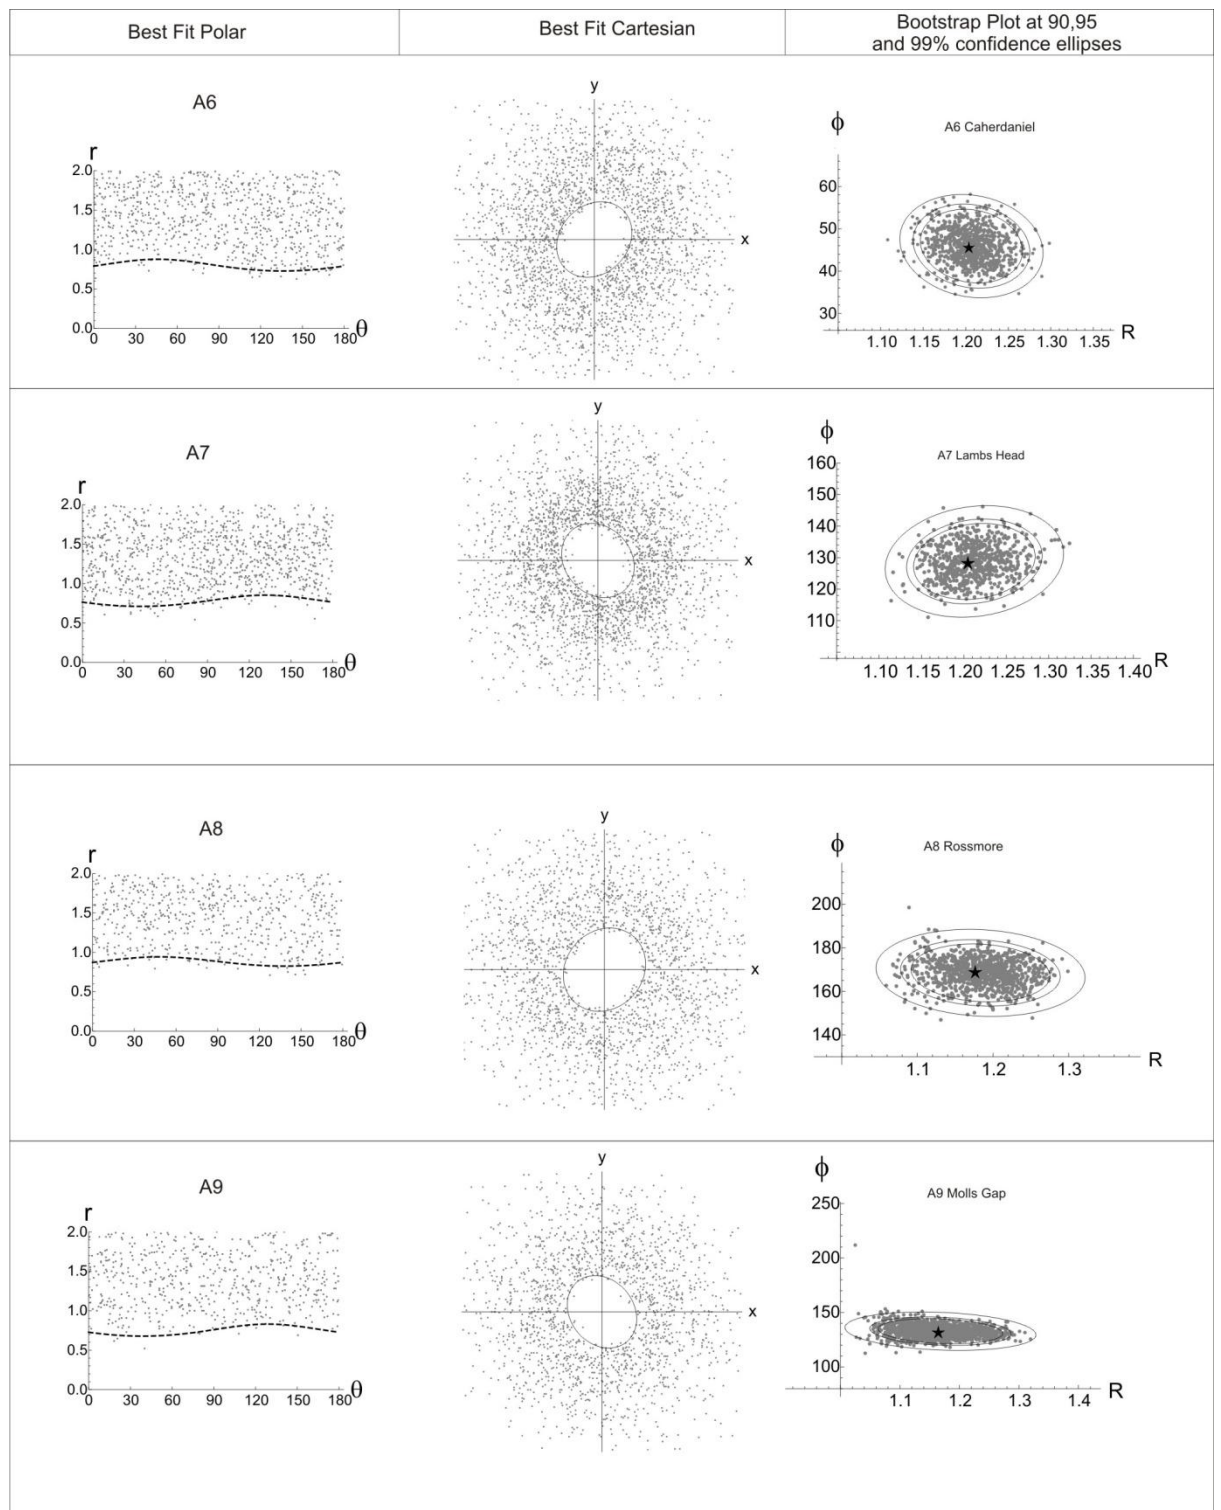 Best Fit Polar
Best Fit Cartesian
Bootstrap Plot at 90,95
and 99% confidence ellipses
A6
r
2.0
1.5
1.0
0.5
0.0
0 30 60 90 120 150 180
θ
y
x
ϕ
A6 Caherdaniel
60
50
40
30
1.10 1.15 1.20 1.25 1.30 1.35
R
A7
r
2.0
1.5
1.0
0.5
0.0
0 30 60 90 120 150 180
θ
y
x
ϕ
A7 Lambs Head
160
150
140
130
120
110
1.10 1.15 1.20 1.25 1.30 1.35 1.40
R
A8
r
2.0
1.5
1.0
0.5
0.0
0 30 60 90 120 150 180
θ
y
x
ϕ
A8 Rossmore
200
180
160
140
1.1 1.2 1.3
R
A9
r
2.0
1.5
1.0
0.5
0.0
0 30 60 90 120 150 180
θ
y
x
ϕ
A9 Molls Gap
250
200
150
100
1.1 1.2 1.3 1.4
R